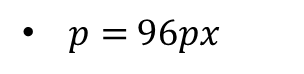 • p = 96px